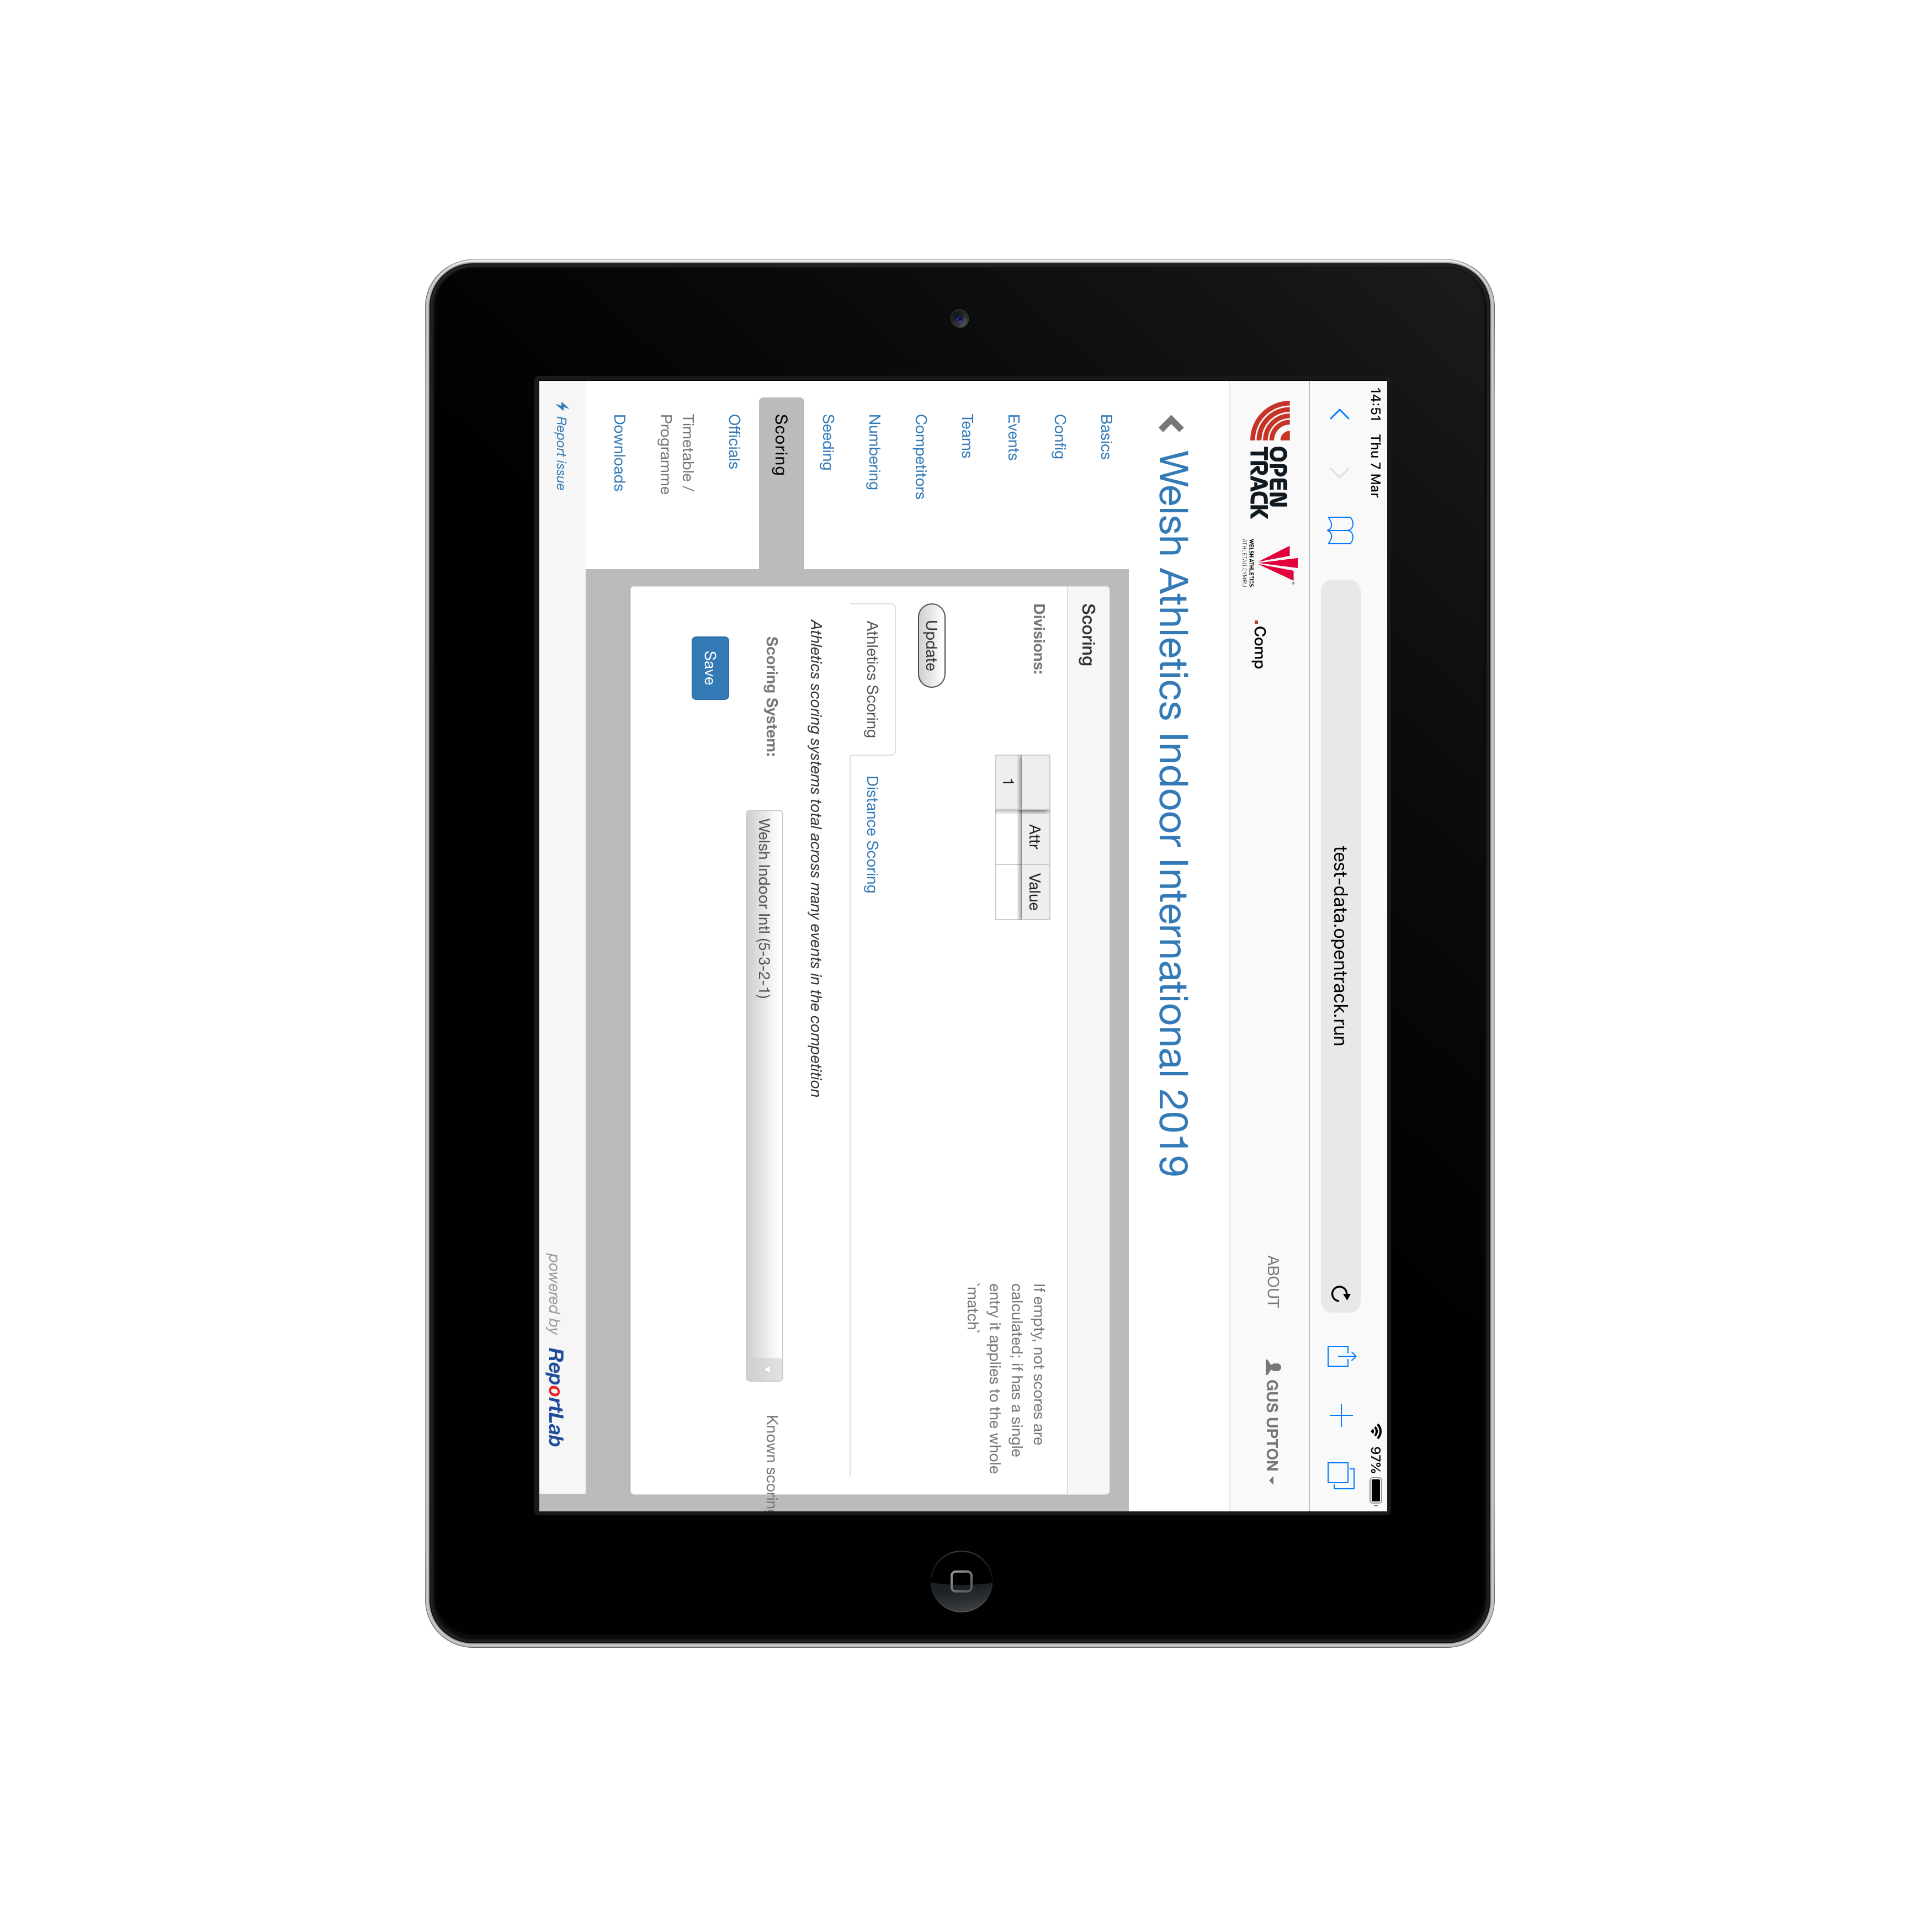 14:51 Thu 7 Mar
97%
test-data.opentrack.run
OPEN
TRACK
WELSH ATHLETICS
ATHLETAU CYMRU
.Comp
ABOUT
GUS UPTON
Welsh Athletics Indoor International 2019
Basics
Config
Events
Teams
Competitors
Numbering
Seeding
Scoring
Officials
Timetable /
Programme
Downloads
Scoring
Divisions:
Attr Value
1
If empty, not scores are
calculated; if has a single
entry it applies to the whole
`match`
Update
Athletics Scoring
Distance Scoring
Athletics scoring systems total across many events in the competition
Scoring System:
Welsh Indoor Intl (5-3-2-1)
Known scoring
Save
Report issue
powered by ReportLab